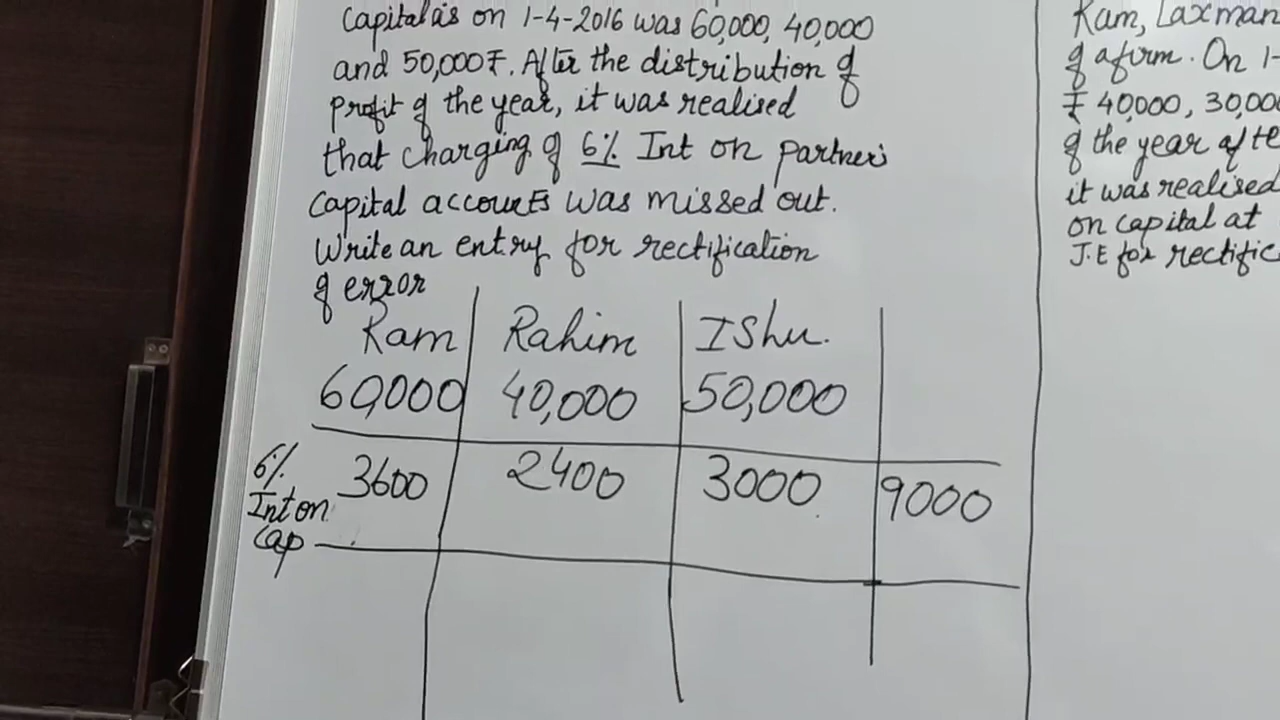 Capitalas on 1-4-2016 was 60,000, 40,000
and 50,000₹. After the distribution of
profit of the year, it was realised
that charging of 6% Int on partner's
capital accounts was missed out.
Write an entry for rectification
of error
Ram Rahim IShu.
60,000 40,000 50,000
6% Int on Cap 3600 2400 3000 9000
Ram, Laxman
of a firm. On 1-
₹ 40,000, 30,000
of the year after
it was realised
on capital at
J.E for rectific